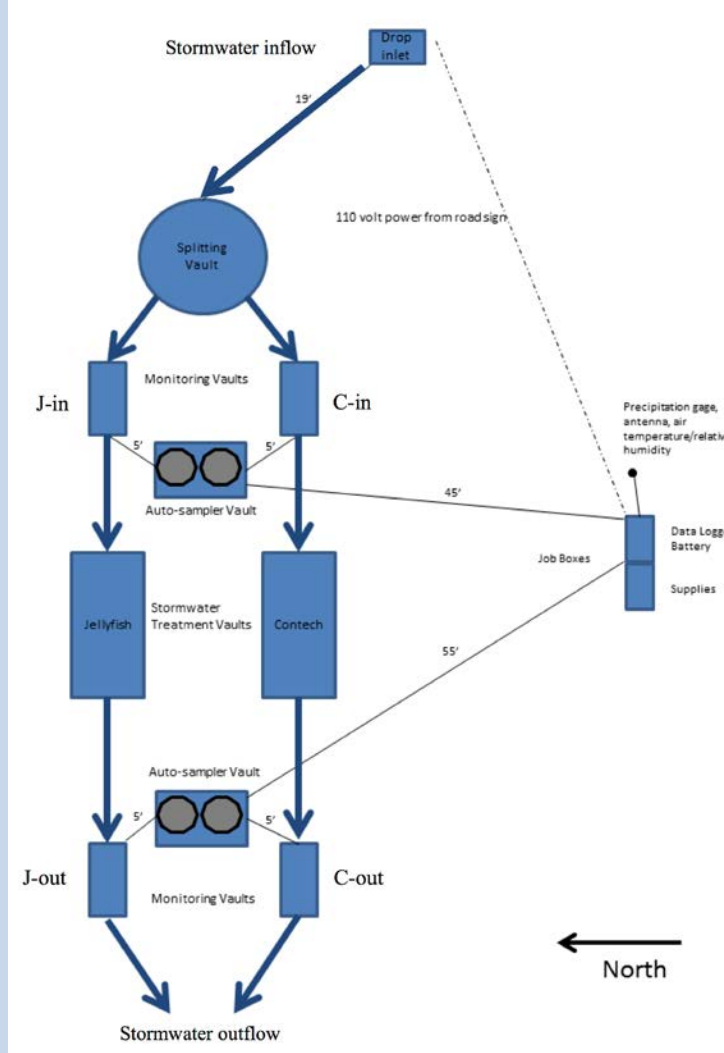 Stormwater inflow
Drop
inlet
19'
110 volt power from road sign
Splitting
Vault
J-in
Monitoring Vaults
C-in
5'
5'
Auto-sampler Vault
45'
Precipitation gage,
antenna, air
temperature/relativ
humidity
Data Logg
Battery
Job Boxes
Supplies
Jellyfish
Stormwater
Treatment Vaults
Contech
55'
Auto-sampler Vault
5'
5'
J-out
Monitoring Vaults
C-out
North
Stormwater outflow